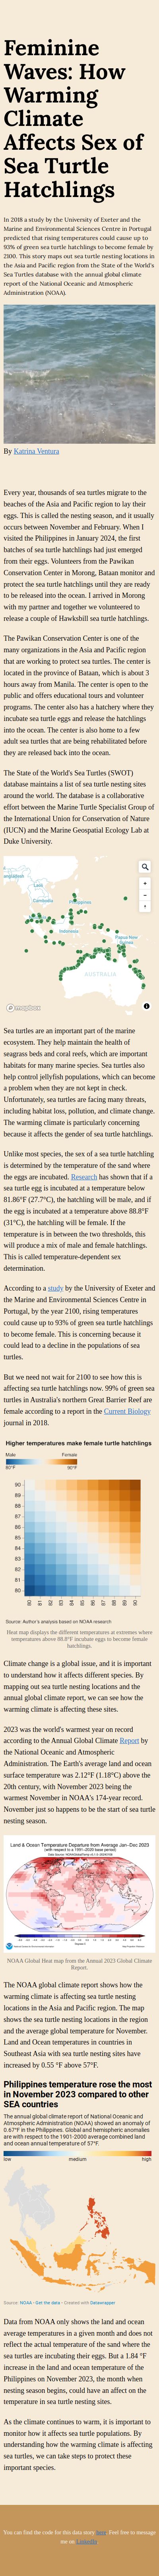 Feminine
Waves: How
Warming
Climate
Affects Sex of
Sea Turtle
Hatchlings
In 2018 a study by the University of Exeter and the
Marine and Environmental Sciences Centre in Portugal
predicted that rising temperatures could cause up to
93% of green sea turtle hatchlings to become female by
2100. This story maps out sea turtle nesting locations in
the Asia and Pacific region from the State of the World's
Sea Turtles database with the annual global climate
report of the National Oceanic and Atmospheric
Administration (NOAA).
By Katrina Ventura
Every year, thousands of sea turtles migrate to the
beaches of the Asia and Pacific region to lay their
eggs. This is called the nesting season, and it usually
occurs between November and February. When I
visited the Philippines in January 2024, the first
batches of sea turtle hatchlings had just emerged
from their eggs. Volunteers from the Pawikan
Conservation Center in Morong, Bataan monitor and
protect the sea turtle hatchlings until they are ready
to be released into the ocean. I arrived in Morong
with my partner and together we volunteered to
release a couple of Hawksbill sea turtle hatchlings.
The Pawikan Conservation Center is one of the
many organizations in the Asia and Pacific region
that are working to protect sea turtles. The center is
located in the province of Bataan, which is about 3
hours away from Manila. The center is open to the
public and offers educational tours and volunteer
programs. The center also has a hatchery where they
incubate sea turtle eggs and release the hatchlings
into the ocean. The center is also home to a few
adult sea turtles that are being rehabilitated before
they are released back into the ocean.
The State of the World's Sea Turtles (SWOT)
database maintains a list of sea turtle nesting sites
around the world. The database is a collaborative
effort between the Marine Turtle Specialist Group of
the International Union for Conservation of Nature
(IUCN) and the Marine Geospatial Ecology Lab at
Duke University.
Laos
Cambodia
Philippines
Indonesia
Papua New
Guinea
AUSTRALIA
mapbox
Sea turtles are an important part of the marine
ecosystem. They help maintain the health of
seagrass beds and coral reefs, which are important
habitats for many other species. Sea turtles also
help control jellyfish populations, which can become
a problem when they are not kept in check.
Unfortunately, sea turtles are facing many threats,
including habitat loss, pollution, and climate change.
The warming climate is particularly concerning
because it affects the gender of sea turtle hatchlings.
Unlike most species, the sex of a sea turtle hatchling
is determined by the temperature of the sand where
the eggs are incubated. Research has shown that if a
sea turtle egg is incubated at a temperature below
81.86°F (27.7°C), the hatchling will be male, and if
the egg is incubated at a temperature above 88.8°F
(31°C), the hatchling will be female. If the
temperature is in between the two thresholds, this
will produce a mix of male and female hatchlings.
This is called temperature-dependent sex
determination.
According to a study by the University of Exeter and
the Marine and Environmental Sciences Centre in
Portugal, by the year 2100, rising temperatures
could cause up to 93% of green sea turtle hatchlings
to become female. This is concerning because it
could lead to a decline in the populations of sea
turtles.
But we need not wait for 2100 to see how this is
affecting sea turtle hatchlings now. 99% of green sea
turtles in Australia's northern Great Barrier Reef are
female according to a report in the Current Biology
journal in 2018.
Higher temperatures make female turtle hatchlings
Male Female
80°F 90°F
90
89
88
87
86
85
84
83
82
81
80
80 81 82 83 84 85 86 87 88 89 90
Source: Author's analysis based on NOAA research
Heat map displays the different temperatures at extremes where
temperatures above 88.8°F incubate eggs to become female
hatchlings.
Climate change is a global issue, and it is important
to understand how it affects different species. By
mapping out sea turtle nesting locations and the
annual global climate report, we can see how the
warming climate is affecting these sites.
2023 was the world's warmest year on record
according to the Annual Global Climate Report by
the National Oceanic and Atmospheric
Administration. The Earth's average land and ocean
surface temperature was 2.12°F (1.18°C) above the
20th century, with November 2023 being the
warmest November in NOAA's 174-year record.
November just so happens to be the start of sea turtle
nesting season.
Land & Ocean Temperature Departure from Average Jan–Dec 2023
(with respect to a 1991-2020 base period)
NOAA Global Heat map from the Annual 2023 Global Climate
Report.
The NOAA global climate report shows how the
warming climate is affecting sea turtle nesting
locations in the Asia and Pacific region. The map
shows the sea turtle nesting locations in the region
and the average global temperature for November.
Land and Ocean temperatures in countries in
Southeast Asia with sea turtle nesting sites have
increased by 0.55 °F above 57°F.
Philippines temperature rose the most
in November 2023 compared to other
SEA countries
The annual global climate report of National Oceanic and
Atmospheric Administration (NOAA) showed an anomaly of
0.67°F in the Philippines. Global and hemispheric anomalies
are with respect to the 1901-2000 average combined land
and ocean annual temperature of 57°F.
low medium high
Source: NOAA • Get the data • Created with Datawrapper
Data from NOAA only shows the land and ocean
average temperatures in a given month and does not
reflect the actual temperature of the sand where the
sea turtles are incubating their eggs. But a 1.84 °F
increase in the land and ocean temperature of the
Philippines on November 2023, the month when
nesting season begins, could have an affect on the
temperature in sea turtle nesting sites.
As the climate continues to warm, it is important to
monitor how it affects sea turtle populations. By
understanding how the warming climate is affecting
sea turtles, we can take steps to protect these
important species.
You can find the code for this data story here. Feel free to message
me on LinkedIn.